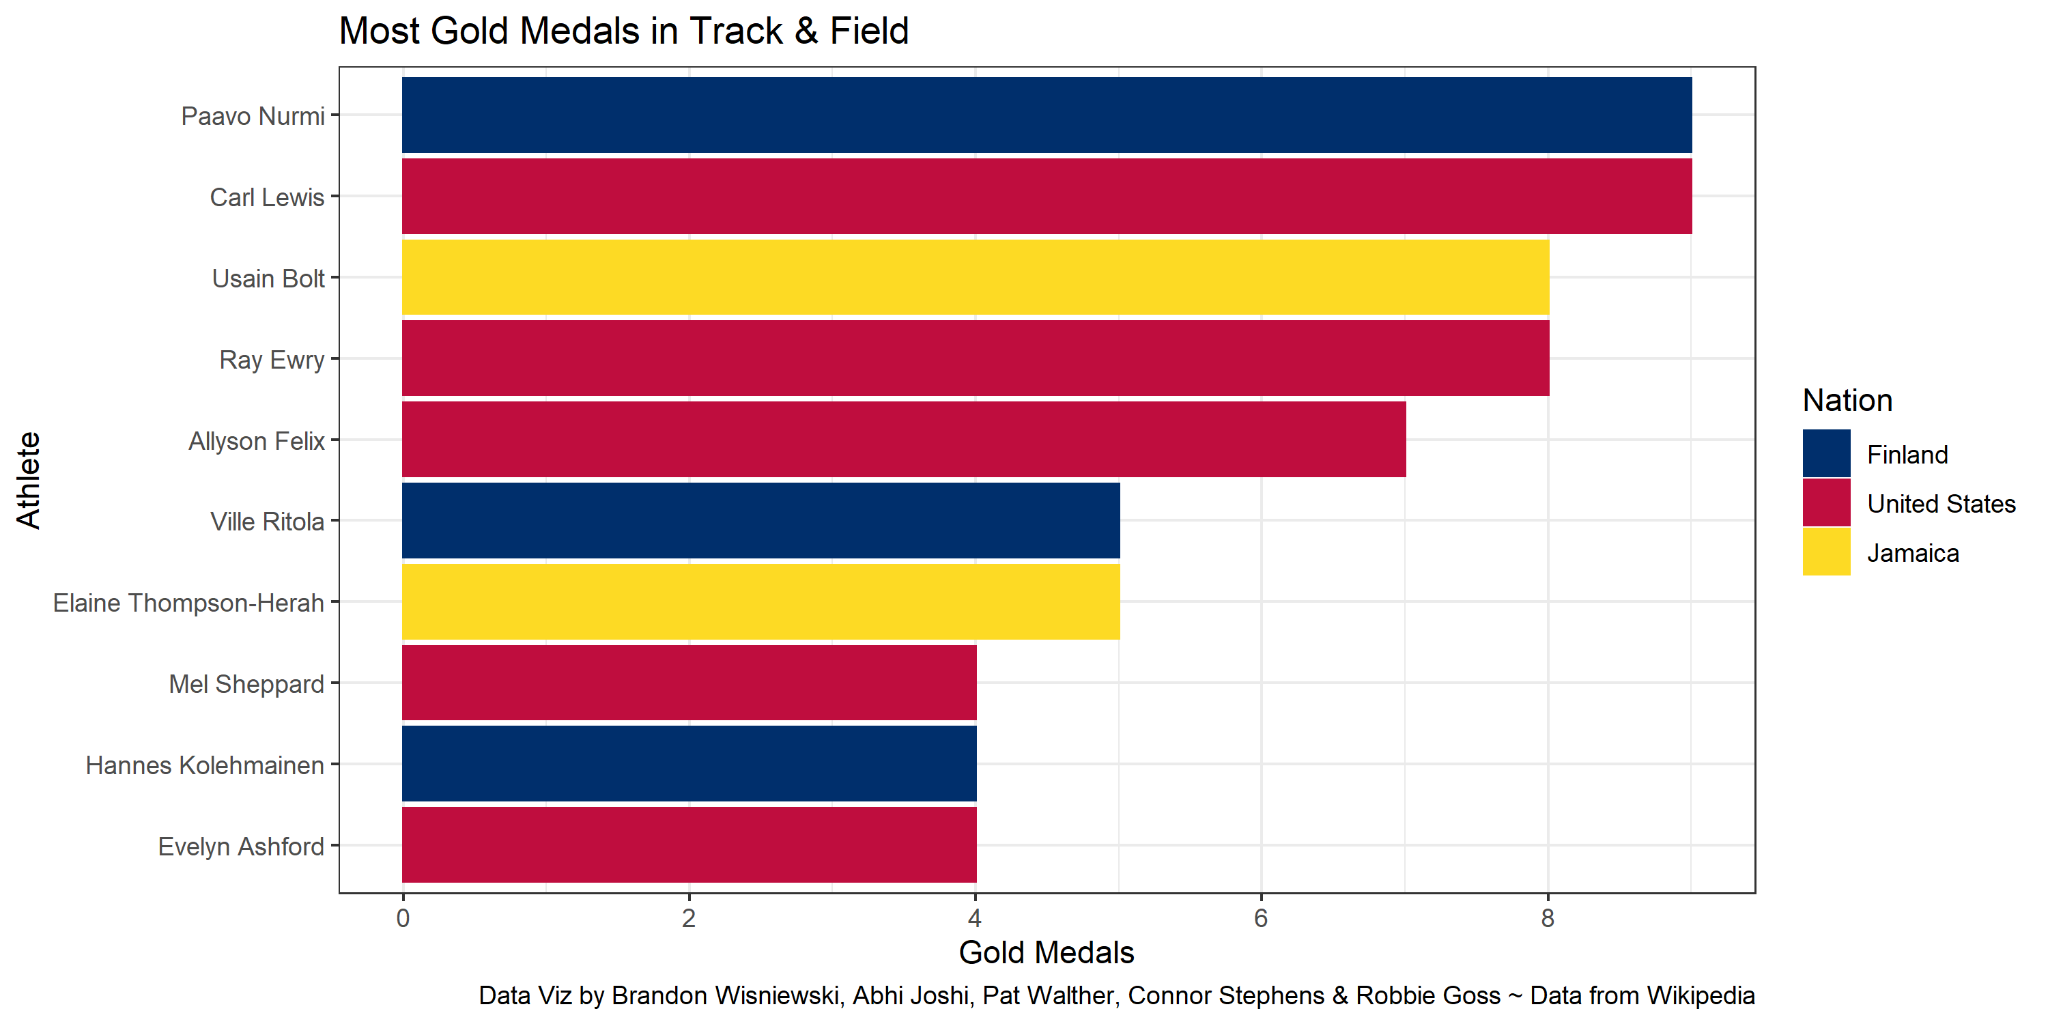 Most Gold Medals in Track & Field
Athlete
Paavo Nurmi
Carl Lewis
Usain Bolt
Ray Ewry
Allyson Felix
Ville Ritola
Elaine Thompson-Herah
Mel Sheppard
Hannes Kolehmainen
Evelyn Ashford
0 2 4 6 8
Gold Medals
Nation
Finland
United States
Jamaica
Data Viz by Brandon Wisniewski, Abhi Joshi, Pat Walther, Connor Stephens & Robbie Goss ~ Data from Wikipedia